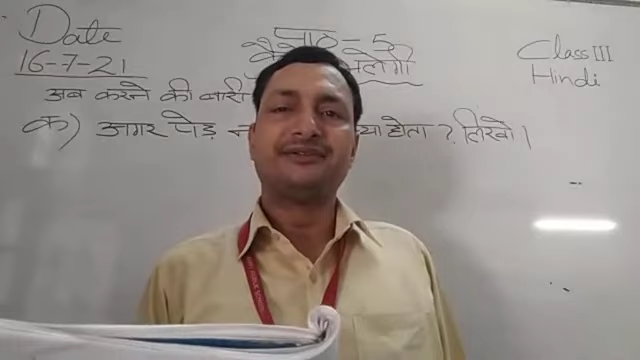 Date
16-7-21
पाठ-5
Class III
Hindi
अब करने की बारी
क) अगर पेड़ होता ? लिखो।